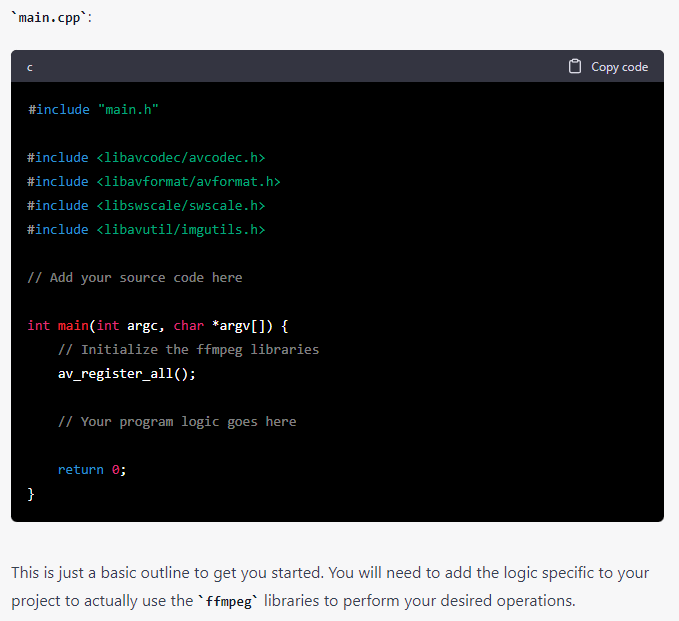 `main.cpp`:
c
Copy code
#include "main.h"
#include <libavcodec/avcodec.h>
#include <libavformat/avformat.h>
#include <libswscale/swscale.h>
#include <libavutil/imgutils.h>
// Add your source code here
int main(int argc, char *argv[]) {
    // Initialize the ffmpeg libraries
    av_register_all();
    // Your program logic goes here
    return 0;
}
This is just a basic outline to get you started. You will need to add the logic specific to your
project to actually use the `ffmpeg` libraries to perform your desired operations.